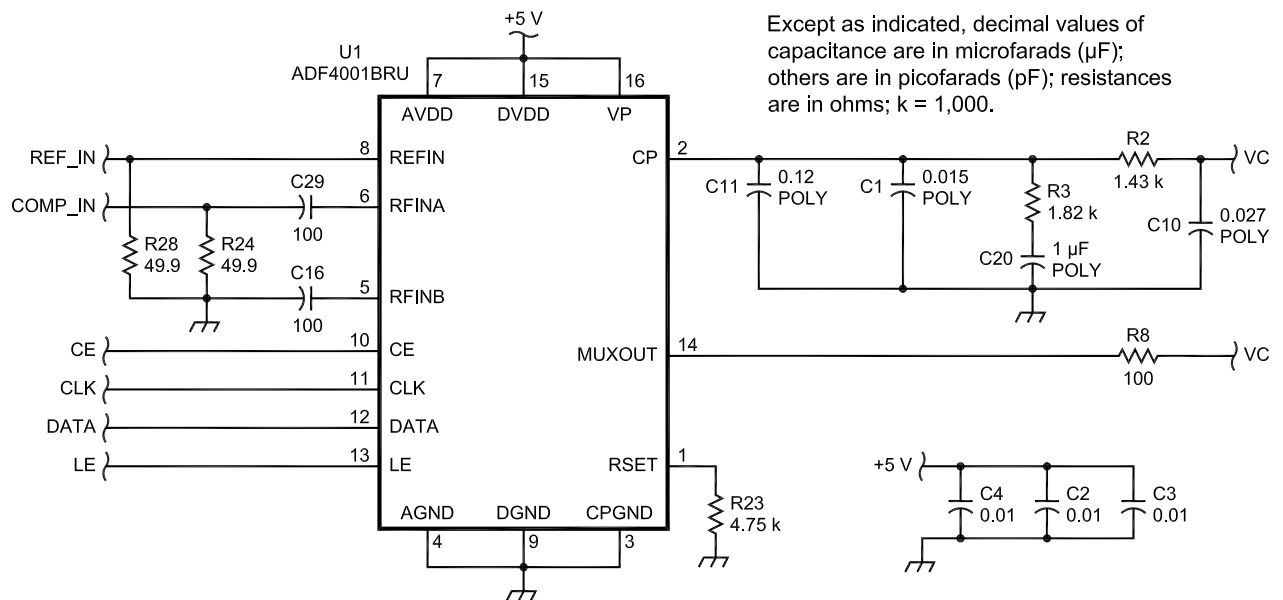 +5 V
Except as indicated, decimal values of
capacitance are in microfarads (µF);
others are in picofarads (pF); resistances
are in ohms; k = 1,000.
U1
ADF4001BRU
7
15
16
AVDD
DVDD
VP
REF_IN
8
REFIN
CP
2
R2
1.43 k
VC
COMP_IN
C29
100
6
RFINA
C11
0.12
POLY
C1
0.015
POLY
R3
1.82 k
C10
0.027
POLY
R28
49.9
R24
49.9
C16
100
5
RFINB
C20
1 µF
POLY
CE
10
CE
MUXOUT
14
R8
100
VC
CLK
11
CLK
DATA
12
DATA
LE
13
LE
RSET
1
+5 V
R23
4.75 k
C4
0.01
C2
0.01
C3
0.01
AGND
DGND
CPGND
4
9
3